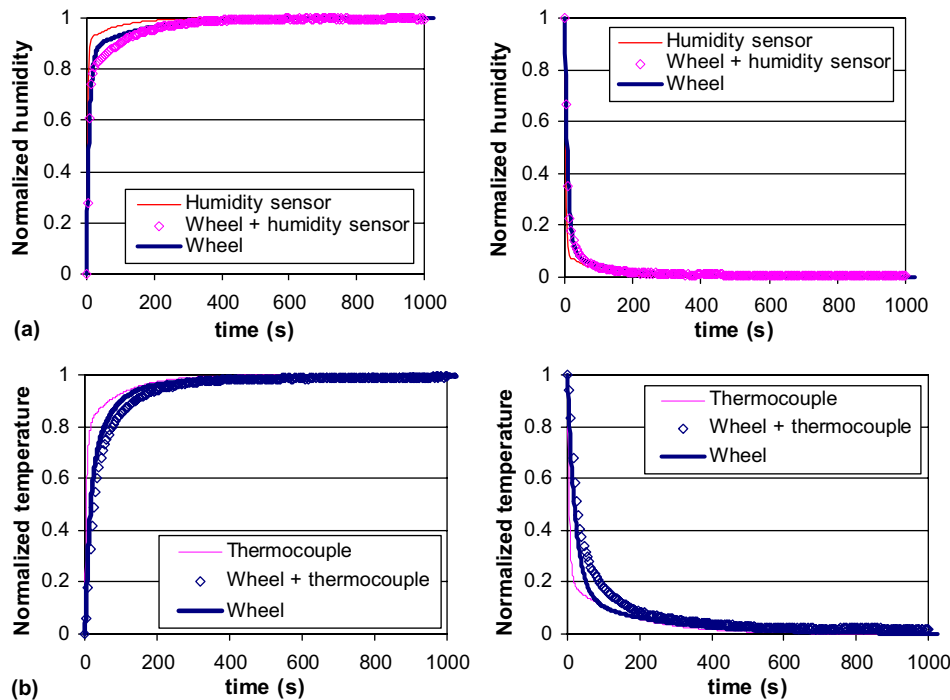 1
0.8
0.6
0.4
0.2
0
Normalized humidity
Humidity sensor
Wheel + humidity sensor
Wheel
0 200 400 600 800 1000
time (s)
(a)
1
0.8
0.6
0.4
0.2
0
Normalized humidity
Humidity sensor
Wheel + humidity sensor
Wheel
0 200 400 600 800 1000
time (s)
1
0.8
0.6
0.4
0.2
0
Normalized temperature
Thermocouple
Wheel + thermocouple
Wheel
0 200 400 600 800 1000
time (s)
(b)
1
0.8
0.6
0.4
0.2
0
Normalized temperature
Thermocouple
Wheel + thermocouple
Wheel
0 200 400 600 800 1000
time (s)